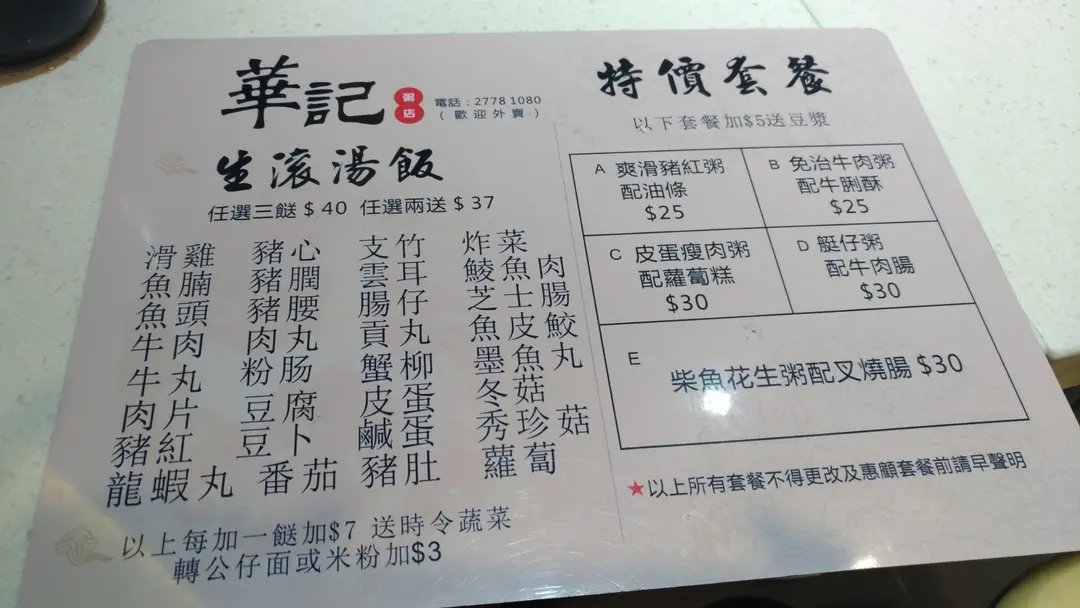 華記
粥店
電話：2778 1080
（歡迎外賣）
生滾湯飯
任選三餸 $ 40 任選兩送 $ 37
滑雞 豬心 支竹 炸菜
魚腩 豬膶 雲耳 鯪魚肉
魚頭 豬腰 腸仔 芝士腸
牛肉 肉丸 貢丸 魚皮鮫
牛丸 粉肠 蟹柳 墨魚丸
肉片 豆腐 皮蛋 冬菇
豬紅 豆卜 鹹蛋 秀珍菇
龍蝦丸 番茄 豬肚 蘿蔔
以上每加一餸加$7 送時令蔬菜
轉公仔面或米粉加$3
特價套餐
以下套餐加$5送豆漿
A 爽滑豬紅粥
配油條
$25
B 免治牛肉粥
配牛脷酥
$25
C 皮蛋瘦肉粥
配蘿蔔糕
$30
D 艇仔粥
配牛肉腸
$30
E 柴魚花生粥配叉燒腸 $30
★以上所有套餐不得更改及惠顧套餐前請早聲明